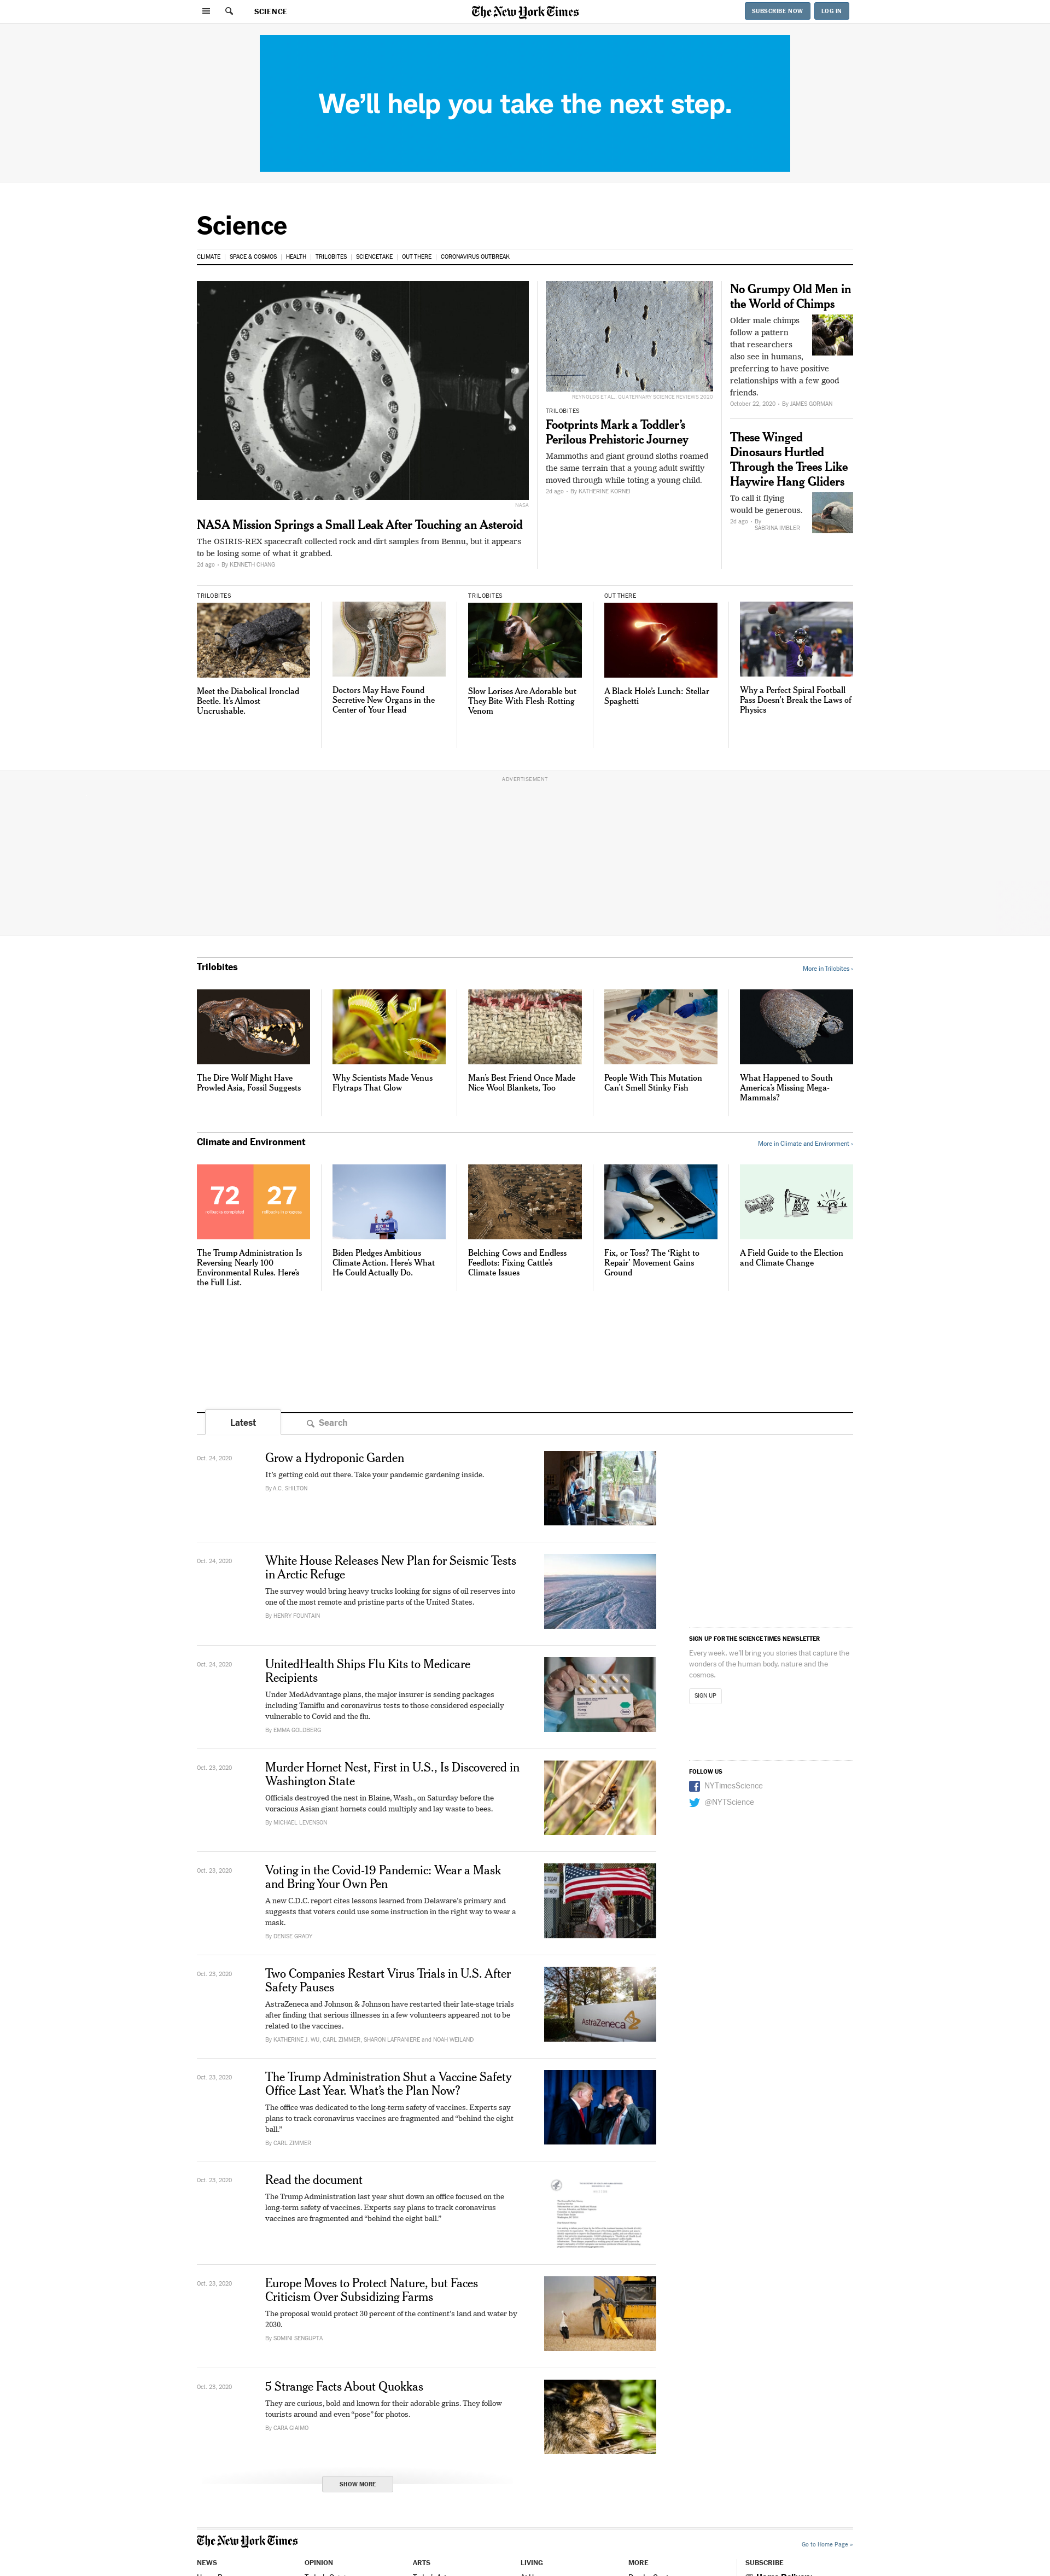 SCIENCE
The New York Times
SUBSCRIBE NOW
LOG IN
We'll help you take the next step.
Science
CLIMATE
SPACE & COSMOS
HEALTH
TRILOBITES
SCIENCETAKE
OUT THERE
CORONAVIRUS OUTBREAK
NASA
NASA Mission Springs a Small Leak After Touching an Asteroid
The OSIRIS-REX spacecraft collected rock and dirt samples from Bennu, but it appears
to be losing some of what it grabbed.
2d ago • By KENNETH CHANG
REYNOLDS ET AL., QUATERNARY SCIENCE REVIEWS 2020
TRILOBITES
Footprints Mark a Toddler's
Perilous Prehistoric Journey
Mammoths and giant ground sloths roamed
the same terrain that a young adult swiftly
moved through while toting a young child.
2d ago • By KATHERINE KORNEI
No Grumpy Old Men in
the World of Chimps
Older male chimps
follow a pattern
that researchers
also see in humans,
preferring to have positive
relationships with a few good
friends.
October 22, 2020 • By JAMES GORMAN
These Winged
Dinosaurs Hurtled
Through the Trees Like
Haywire Hang Gliders
To call it flying
would be generous.
2d ago • By
SABRINA IMBLER
TRILOBITES
Meet the Diabolical Ironclad
Beetle. It's Almost
Uncrushable.
Doctors May Have Found
Secretive New Organs in the
Center of Your Head
TRILOBITES
Slow Lorises Are Adorable but
They Bite With Flesh-Rotting
Venom
OUT THERE
A Black Hole's Lunch: Stellar
Spaghetti
8
Why a Perfect Spiral Football
Pass Doesn't Break the Laws of
Physics
ADVERTISEMENT
Trilobites
More in Trilobites ›
The Dire Wolf Might Have
Prowled Asia, Fossil Suggests
Why Scientists Made Venus
Flytraps That Glow
Man's Best Friend Once Made
Nice Wool Blankets, Too
People With This Mutation
Can't Smell Stinky Fish
What Happened to South
America's Missing Mega-
Mammals?
Climate and Environment
More in Climate and Environment ›
72
rollbacks completed
27
rollbacks in progress
The Trump Administration Is
Reversing Nearly 100
Environmental Rules. Here's
the Full List.
Biden Pledges Ambitious
Climate Action. Here's What
He Could Actually Do.
Belching Cows and Endless
Feedlots: Fixing Cattle's
Climate Issues
Fix, or Toss? The 'Right to
Repair' Movement Gains
Ground
A Field Guide to the Election
and Climate Change
Latest
Search
Oct. 24, 2020
Grow a Hydroponic Garden
It's getting cold out there. Take your pandemic gardening inside.
By A.C. SHILTON
Oct. 24, 2020
White House Releases New Plan for Seismic Tests
in Arctic Refuge
The survey would bring heavy trucks looking for signs of oil reserves into
one of the most remote and pristine parts of the United States.
By HENRY FOUNTAIN
Oct. 24, 2020
UnitedHealth Ships Flu Kits to Medicare
Recipients
Under MedAdvantage plans, the major insurer is sending packages
including Tamiflu and coronavirus tests to those considered especially
vulnerable to Covid and the flu.
By EMMA GOLDBERG
Oct. 23, 2020
Murder Hornet Nest, First in U.S., Is Discovered in
Washington State
Officials destroyed the nest in Blaine, Wash., on Saturday before the
voracious Asian giant hornets could multiply and lay waste to bees.
By MICHAEL LEVENSON
Oct. 23, 2020
Voting in the Covid-19 Pandemic: Wear a Mask
and Bring Your Own Pen
A new C.D.C. report cites lessons learned from Delaware's primary and
suggests that voters could use some instruction in the right way to wear a
mask.
By DENISE GRADY
Oct. 23, 2020
Two Companies Restart Virus Trials in U.S. After
Safety Pauses
AstraZeneca and Johnson & Johnson have restarted their late-stage trials
after finding that serious illnesses in a few volunteers appeared not to be
related to the vaccines.
By KATHERINE J. WU, CARL ZIMMER, SHARON LAFRANIERE and NOAH WEILAND
AstraZeneca
Oct. 23, 2020
The Trump Administration Shut a Vaccine Safety
Office Last Year. What's the Plan Now?
The office was dedicated to the long-term safety of vaccines. Experts say
plans to track coronavirus vaccines are fragmented and "behind the eight
ball."
By CARL ZIMMER
Oct. 23, 2020
Read the document
The Trump Administration last year shut down an office focused on the
long-term safety of vaccines. Experts say plans to track coronavirus
vaccines are fragmented and "behind the eight ball."
Oct. 23, 2020
Europe Moves to Protect Nature, but Faces
Criticism Over Subsidizing Farms
The proposal would protect 30 percent of the continent's land and water by
2030.
By SOMINI SENGUPTA
Oct. 23, 2020
5 Strange Facts About Quokkas
They are curious, bold and known for their adorable grins. They follow
tourists around and even "pose" for photos.
By CARA GIAIMO
SHOW MORE
SIGN UP FOR THE SCIENCE TIMES NEWSLETTER
Every week, we'll bring you stories that capture the
wonders of the human body, nature and the
cosmos.
SIGN UP
FOLLOW US
NYTimesScience
@NYTScience
The New York Times
Go to Home Page »
NEWS
OPINION
ARTS
LIVING
MORE
SUBSCRIBE